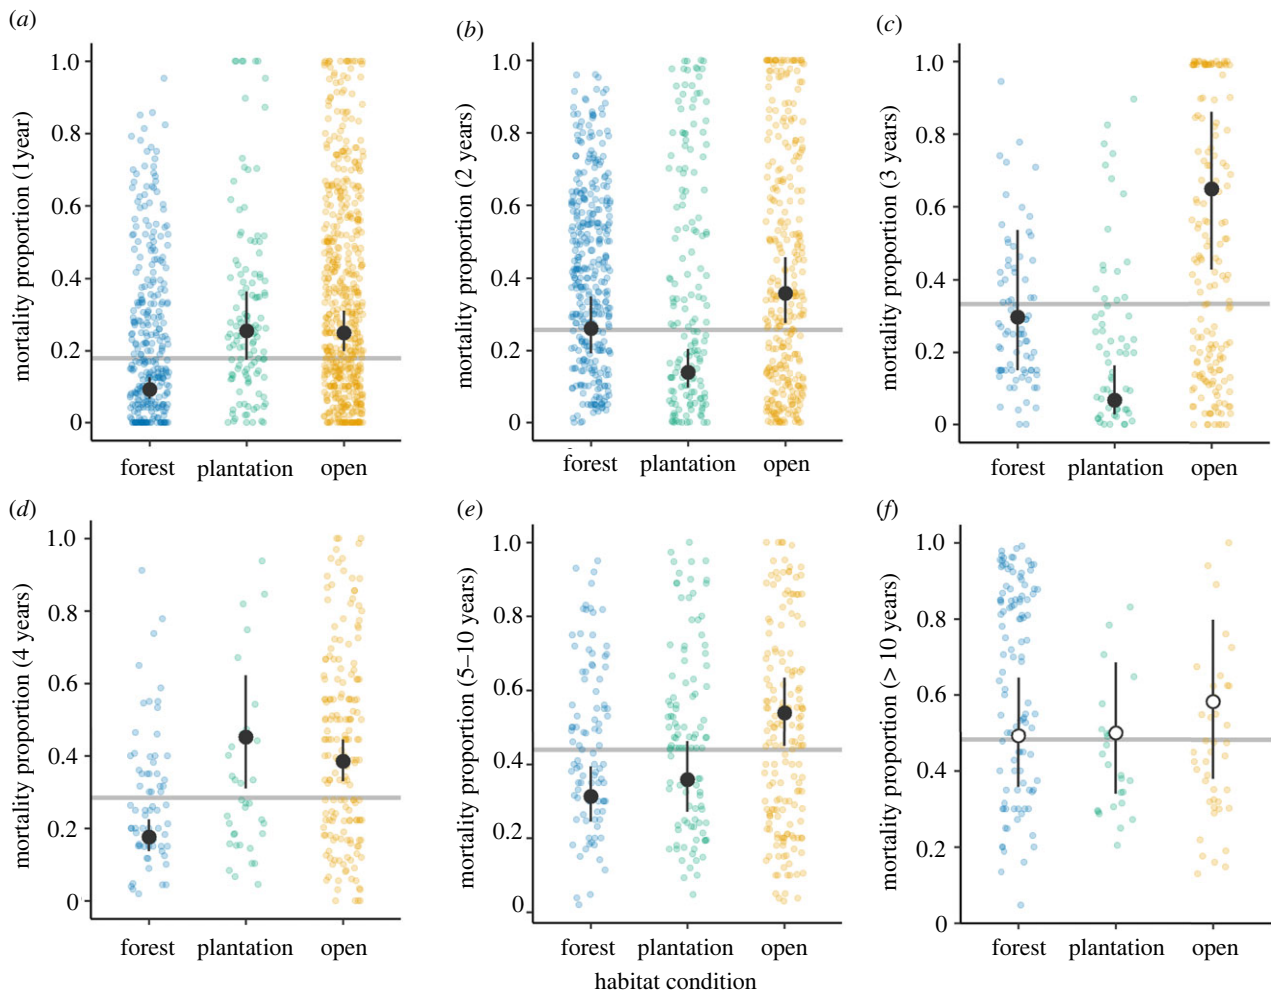 (a)
mortality proportion (1 year)
1.0
0.8
0.6
0.4
0.2
0
forest plantation open
(b)
mortality proportion (2 years)
1.0
0.8
0.6
0.4
0.2
0
forest plantation open
(c)
mortality proportion (3 years)
1.0
0.8
0.6
0.4
0.2
0
forest plantation open
(d)
mortality proportion (4 years)
1.0
0.8
0.6
0.4
0.2
0
forest plantation open
(e)
mortality proportion (5–10 years)
1.0
0.8
0.6
0.4
0.2
0
forest plantation open
(f)
mortality proportion (> 10 years)
1.0
0.8
0.6
0.4
0.2
0
forest plantation open
habitat condition